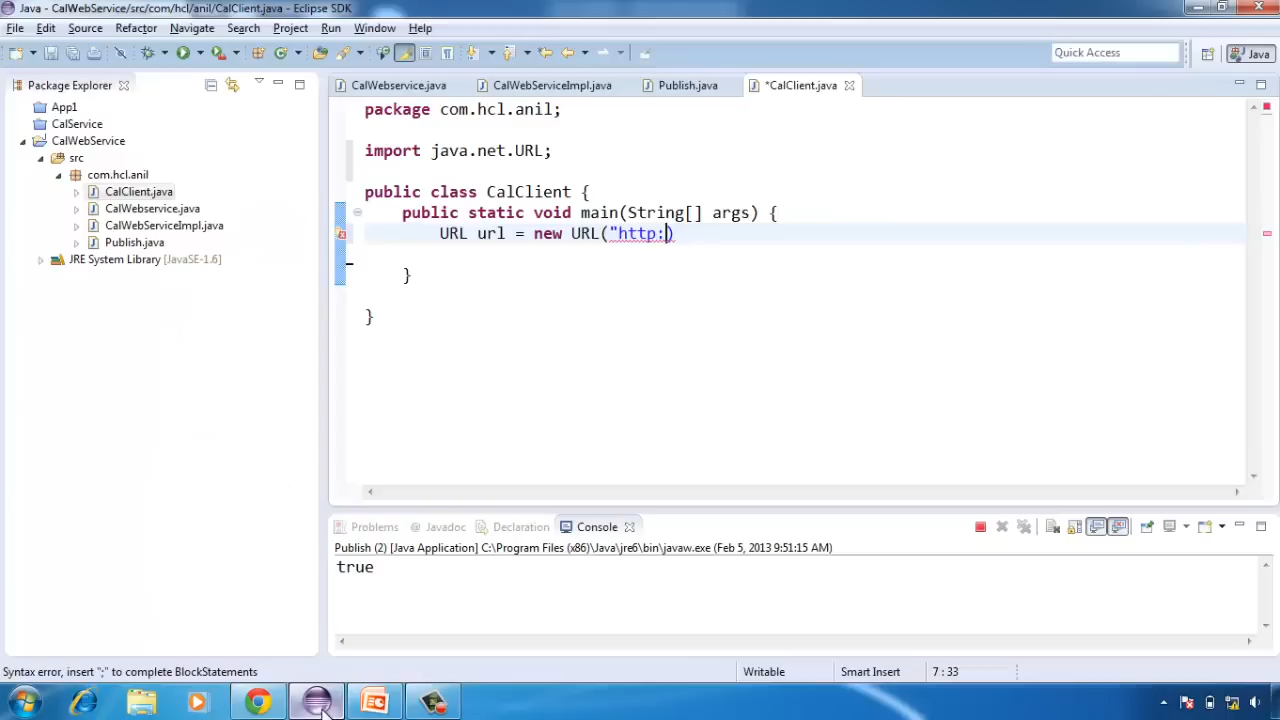 Java - CalWebService/src/com/hcl/anil/CalClient.java - Eclipse SDK
File Edit Source Refactor Navigate Search Project Run Window Help
Quick Access
Java
Package Explorer
App1
CalService
CalWebService
src
com.hcl.anil
CalClient.java
CalWebservice.java
CalWebServiceImpl.java
Publish.java
JRE System Library [JavaSE-1.6]
CalWebservice.java CalWebServiceImpl.java Publish.java *CalClient.java
package com.hcl.anil;
import java.net.URL;
public class CalClient {
public static void main(String[] args) {
URL url = new URL("http:)
}
}
Problems @ Javadoc Declaration Console
Publish (2) [Java Application] C:\Program Files (x86)\Java\jre6\bin\javaw.exe (Feb 5, 2013 9:51:15 AM)
true
Syntax error, insert ";" to complete BlockStatements Writable Smart Insert 7 : 33